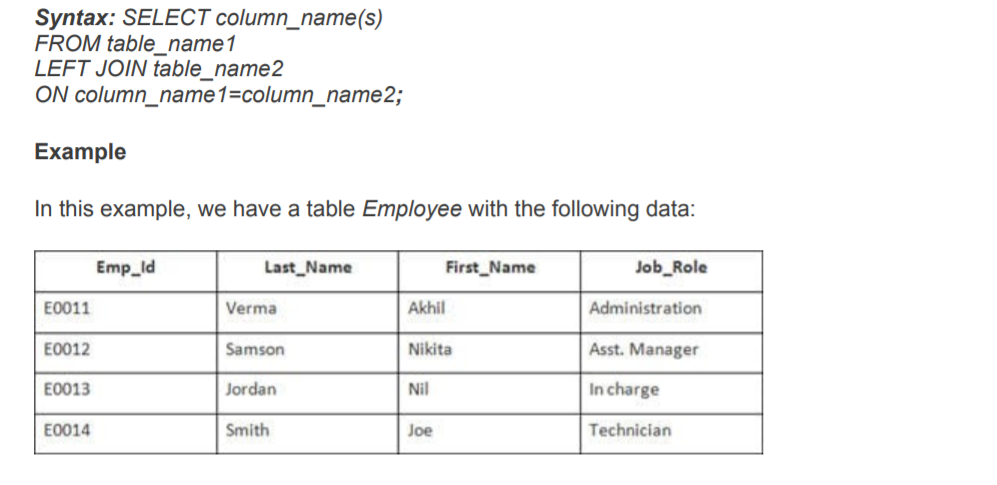 Syntax: SELECT column_name(s)
FROM table_name1
LEFT JOIN table_name2
ON column_name1=column_name2;
Example
In this example, we have a table Employee with the following data:
Emp_Id Last_Name First_Name Job_Role
E0011 Verma Akhil Administration
E0012 Samson Nikita Asst. Manager
E0013 Jordan Nil In charge
E0014 Smith Joe Technician